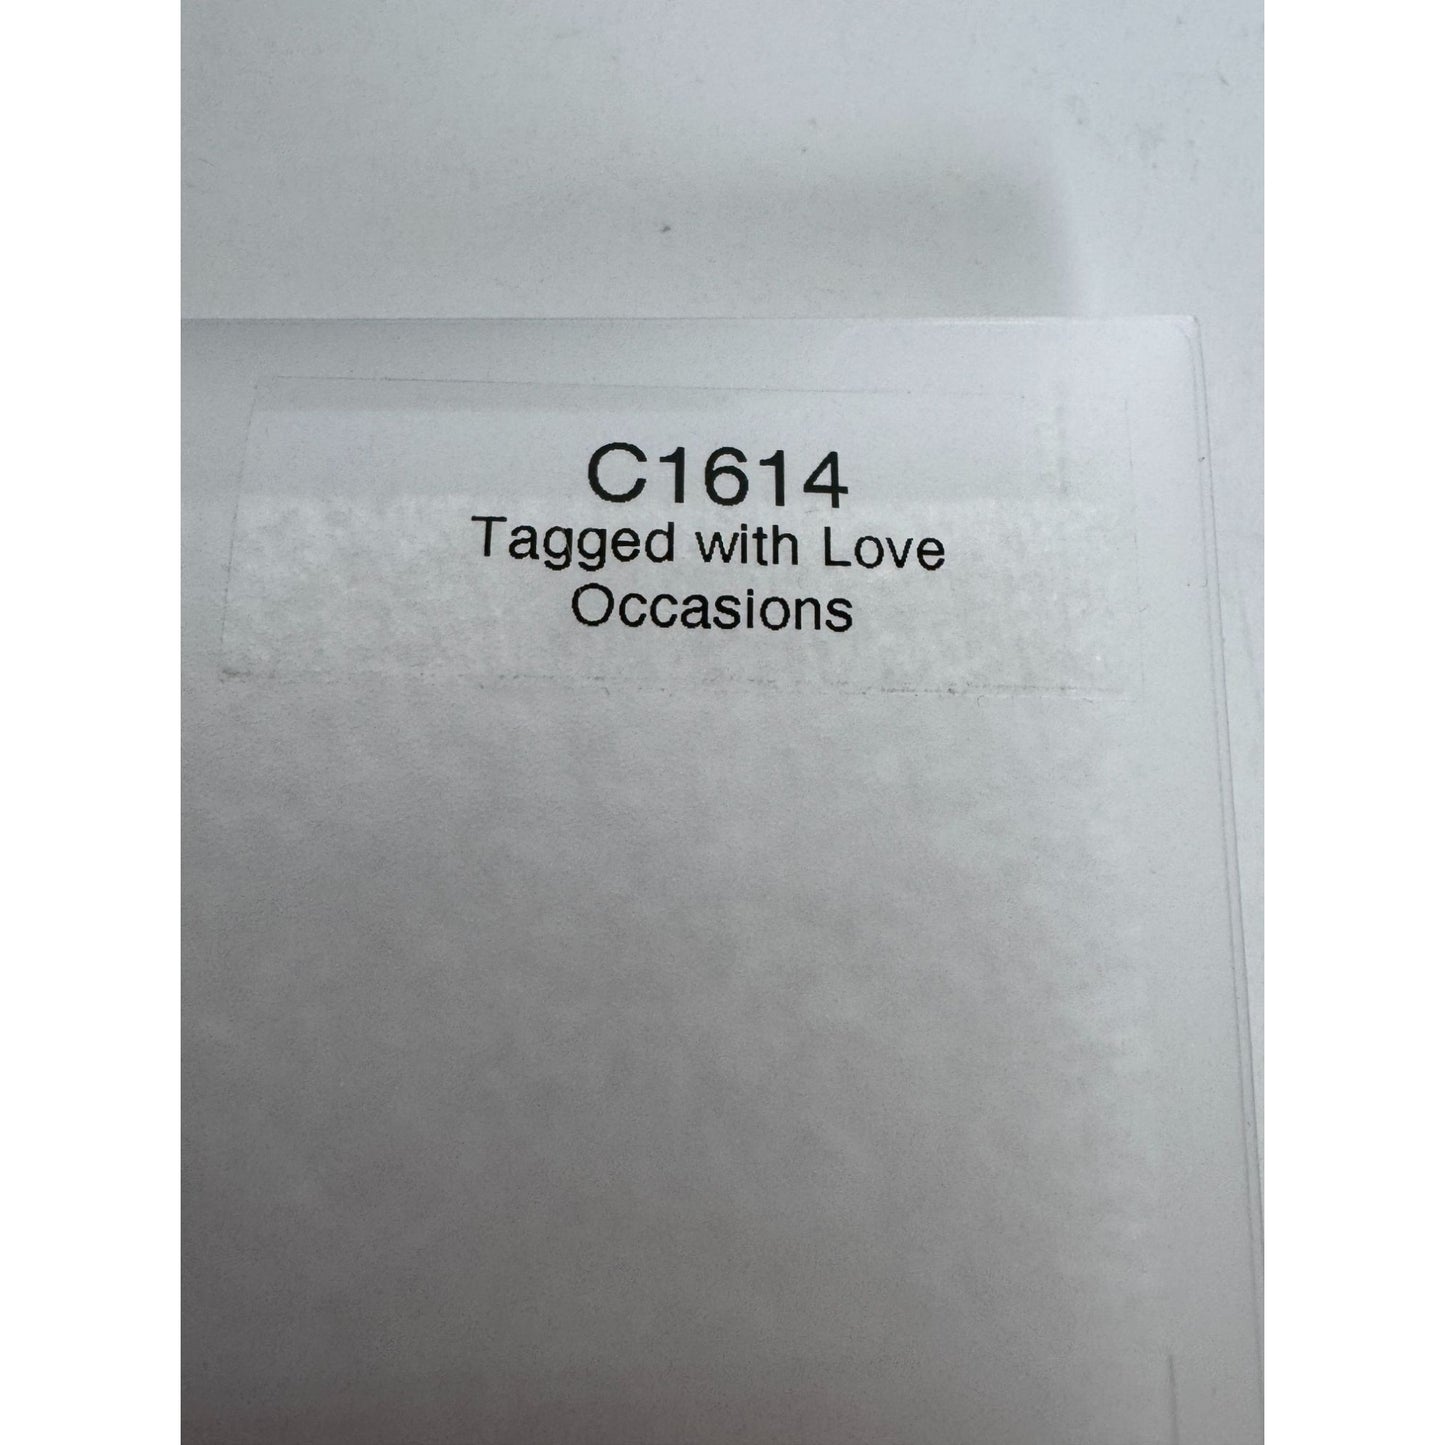 C1614
Tagged with Love
Occasions